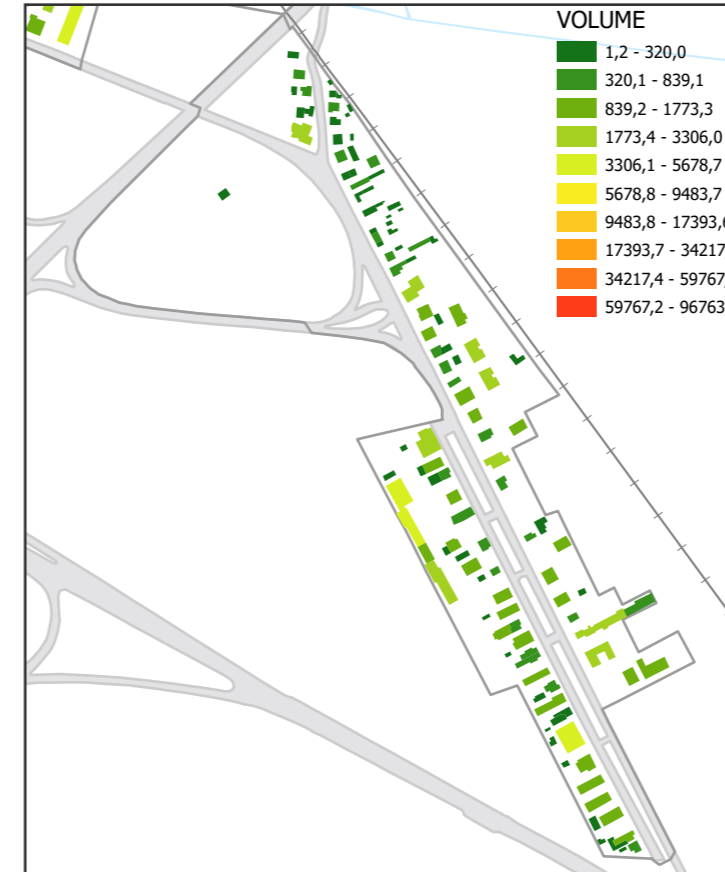 VOLUME
1,2 - 320,0
320,1 - 839,1
839,2 - 1773,3
1773,4 - 3306,0
3306,1 - 5678,7
5678,8 - 9483,7
9483,8 - 17393,6
17393,7 - 34217
34217,4 - 59767,
59767,2 - 96763